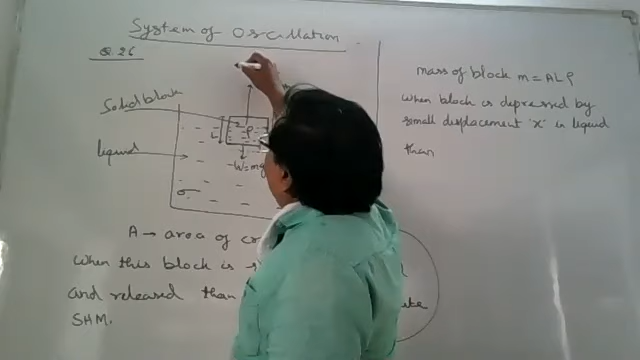 System of Oscillation
Q.26
Solid block
liquid
L
ρ
W=mg
σ
A → area of
When this block is
and released than
SHM.
mass of block m = ALρ
When block is depressed by
small displacement 'x' in liquid
than